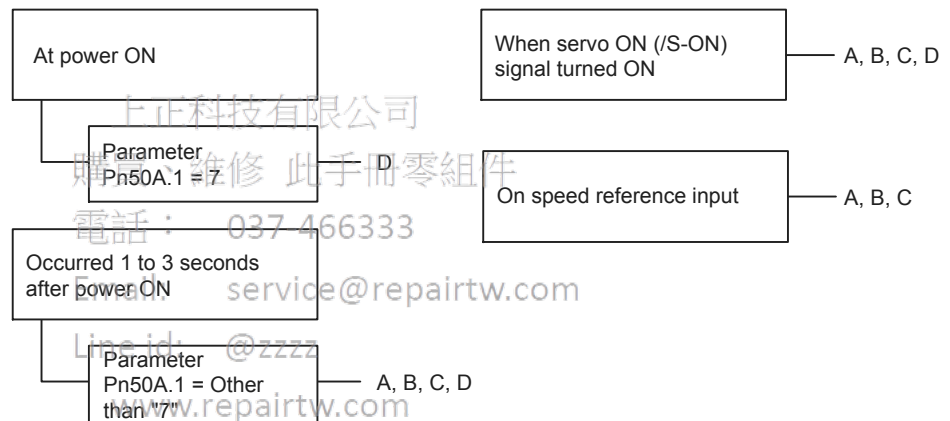 At power ON
When servo ON (/S-ON)
signal turned ON
A, B, C, D
上正科技有限公司
Parameter
Pn50A.1 = 7
D
購買、維修 此手冊零組件
On speed reference input
A, B, C
電話： 037-466333
Occurred 1 to 3 seconds
after power ON
Email: service@repairtw.com
Line id: @zzzz
Parameter
Pn50A.1 = Other
than "7"
A, B, C, D
www.repairtw.com